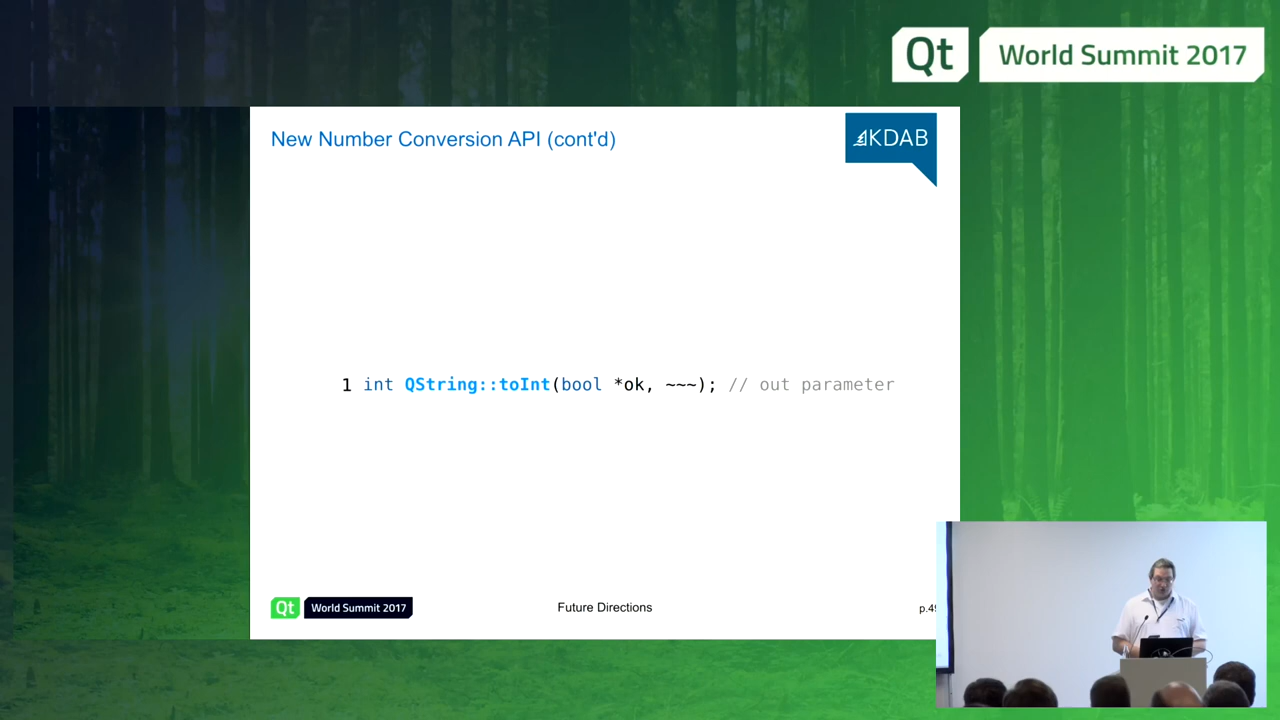 Qt World Summit 2017
New Number Conversion API (cont'd)
KDAB
1 int QString::toInt(bool *ok, ~~~); // out parameter
Qt World Summit 2017
Future Directions
p.49